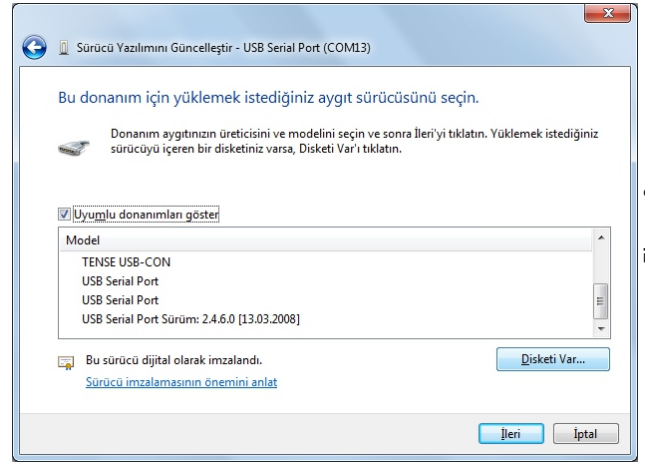 x
Sürücü Yazılımını Güncelleştir - USB Serial Port (COM13)
Bu donanım için yüklemek istediğiniz aygıt sürücüsünü seçin.
Donanım aygıtınızın üreticisini ve modelini seçin ve sonra İleri'yi tıklatın. Yüklemek istediğiniz
sürücüyü içeren bir disketiniz varsa, Disketi Var'ı tıklatın.
Uyumlu donanımları göster
Model
TENSE USB-CON
USB Serial Port
USB Serial Port
USB Serial Port Sürüm: 2.4.6.0 [13.03.2008]
Bu sürücü dijital olarak imzalandı.
Disketi Var...
Sürücü imzalamasının önemini anlat
İleri
İptal